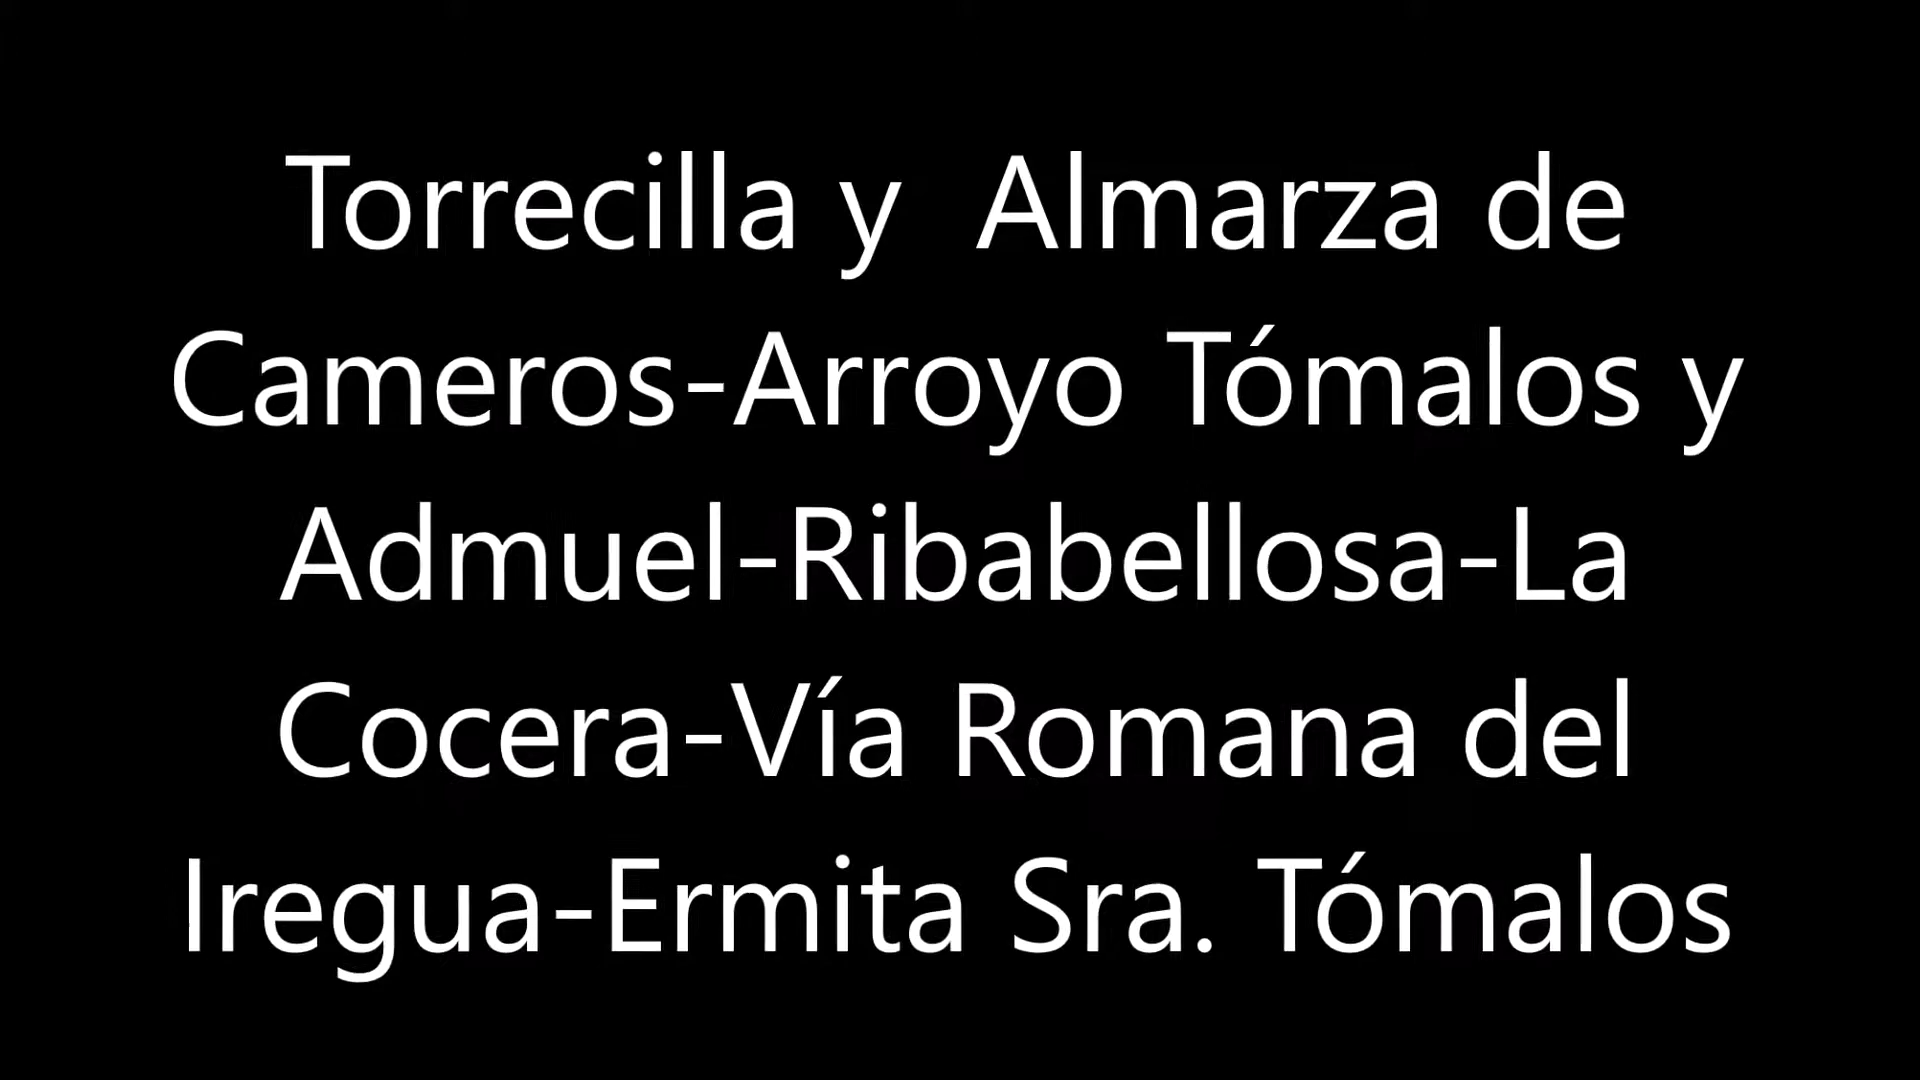 Torrecilla y  Almarza de
Cameros-Arroyo Tómalos y
Admuel-Ribabellosa-La
Cocera-Vía Romana del
Iregua-Ermita Sra. Tómalos